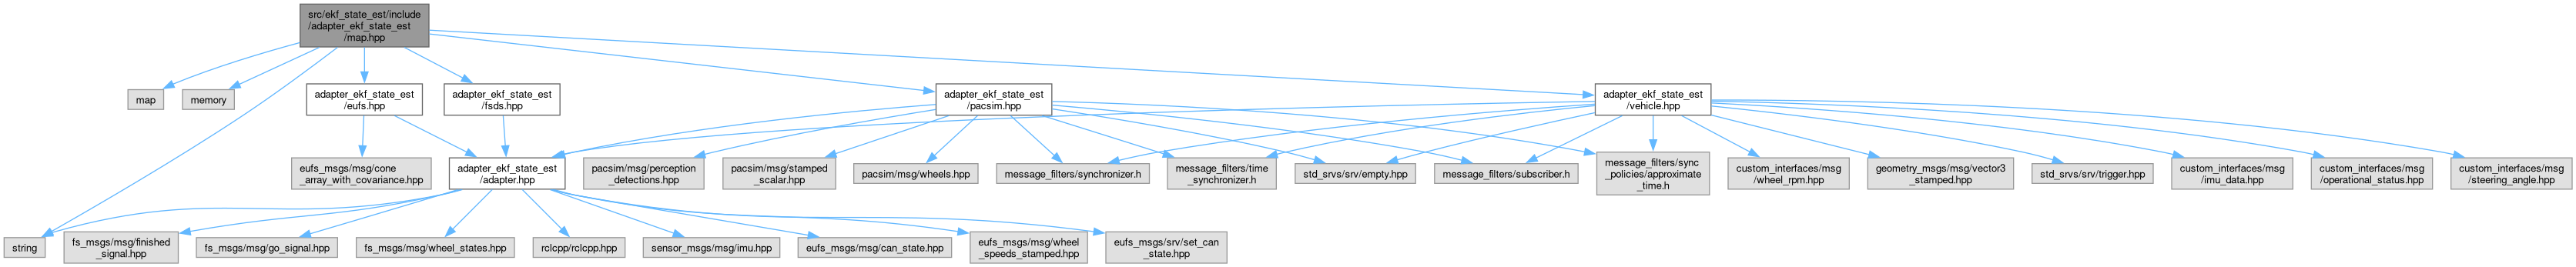 src/ekf_state_est/include
/adapter_ekf_state_est
/map.hpp
map
memory
adapter_ekf_state_est
/eufs.hpp
adapter_ekf_state_est
/fsds.hpp
adapter_ekf_state_est
/pacsim.hpp
adapter_ekf_state_est
/vehicle.hpp
eufs_msgs/msg/cone
_array_with_covariance.hpp
adapter_ekf_state_est
/adapter.hpp
pacsim/msg/perception
_detections.hpp
pacsim/msg/stamped
_scalar.hpp
pacsim/msg/wheels.hpp
message_filters/synchronizer.h
message_filters/time
_synchronizer.h
std_srvs/srv/empty.hpp
message_filters/subscriber.h
message_filters/sync
_policies/approximate
_time.h
custom_interfaces/msg
/wheel_rpm.hpp
geometry_msgs/msg/vector3
_stamped.hpp
std_srvs/srv/trigger.hpp
custom_interfaces/msg
/imu_data.hpp
custom_interfaces/msg
/operational_status.hpp
custom_interfaces/msg
/steering_angle.hpp
string
fs_msgs/msg/finished
_signal.hpp
fs_msgs/msg/go_signal.hpp
fs_msgs/msg/wheel_states.hpp
rclcpp/rclcpp.hpp
sensor_msgs/msg/imu.hpp
eufs_msgs/msg/can_state.hpp
eufs_msgs/msg/wheel
_speeds_stamped.hpp
eufs_msgs/srv/set_can
_state.hpp